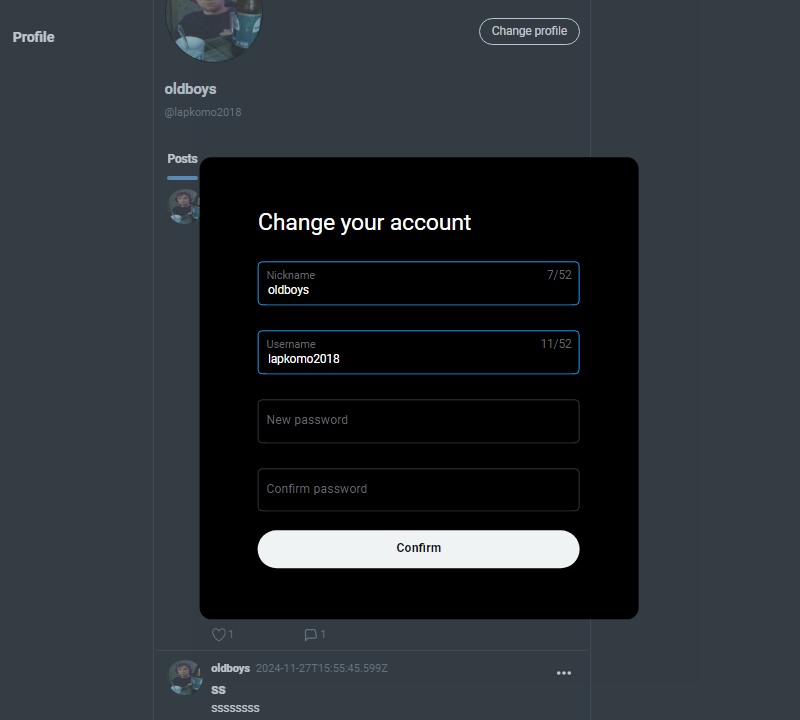 Profile
Change profile
oldboys
@lapkomo2018
Posts
Change your account
Nickname
7/52
oldboys
Username
11/52
lapkomo2018
New password
Confirm password
Confirm
1
1
oldboys 2024-11-27T15:55:45.599Z
ss
ssssssss